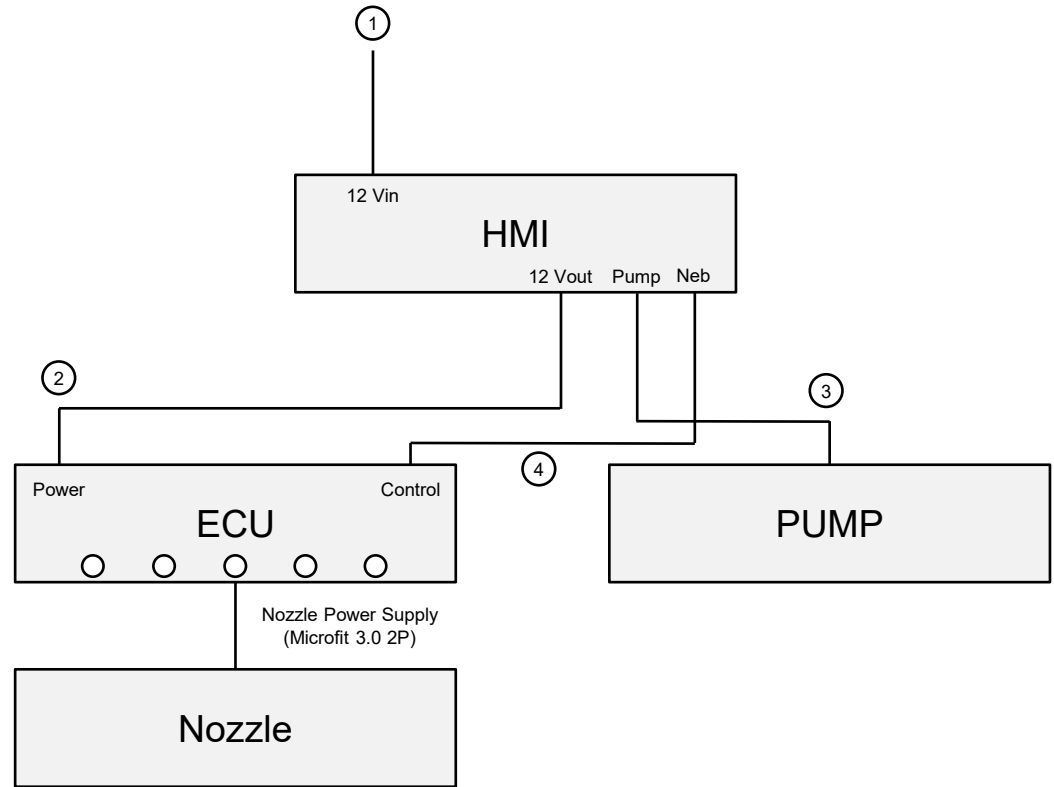 1
12 Vin
HMI
12 Vout Pump Neb
2
3
4
Power Control
ECU
PUMP
Nozzle Power Supply
(Microfit 3.0 2P)
Nozzle